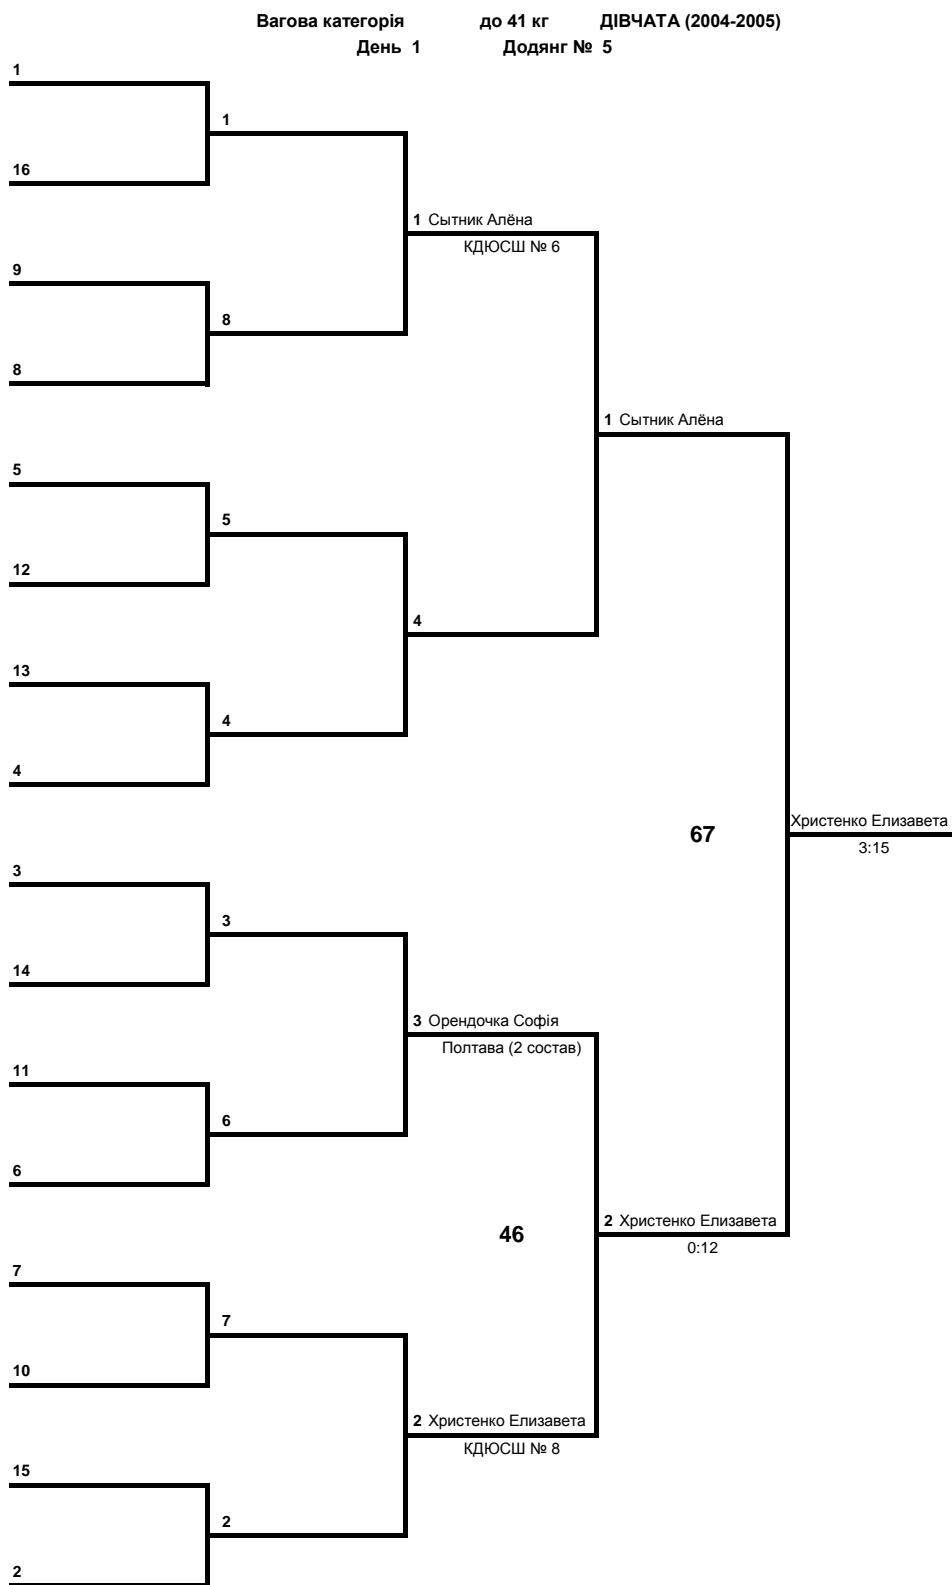 Вагова категорія до 41 кг ДІВЧАТА (2004-2005)
День 1 Додянг № 5
1
1
16
1 Сытник Алёна
КДЮСШ № 6
9
8
8
1 Сытник Алёна
5
5
12
4
13
4
4
67
Христенко Елизавета
3:15
3
3
14
3 Орендочка Софія
Полтава (2 состав)
11
6
6
46
2 Христенко Елизавета
0:12
7
7
10
2 Христенко Елизавета
КДЮСШ № 8
15
2
2